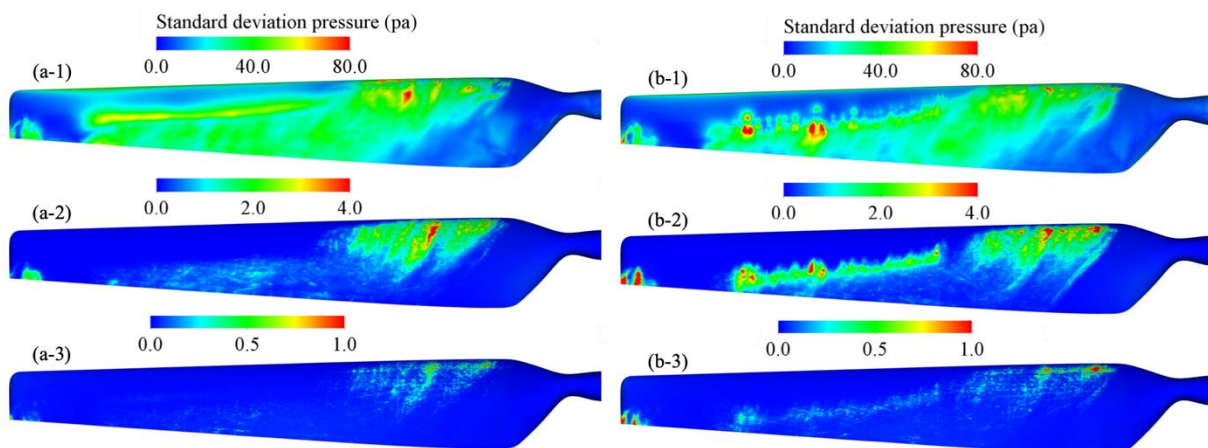 Standard deviation pressure (pa)
0.0 40.0 80.0
(a-1)
0.0 2.0 4.0
(a-2)
0.0 0.5 1.0
(a-3)
Standard deviation pressure (pa)
0.0 40.0 80.0
(b-1)
0.0 2.0 4.0
(b-2)
0.0 0.5 1.0
(b-3)